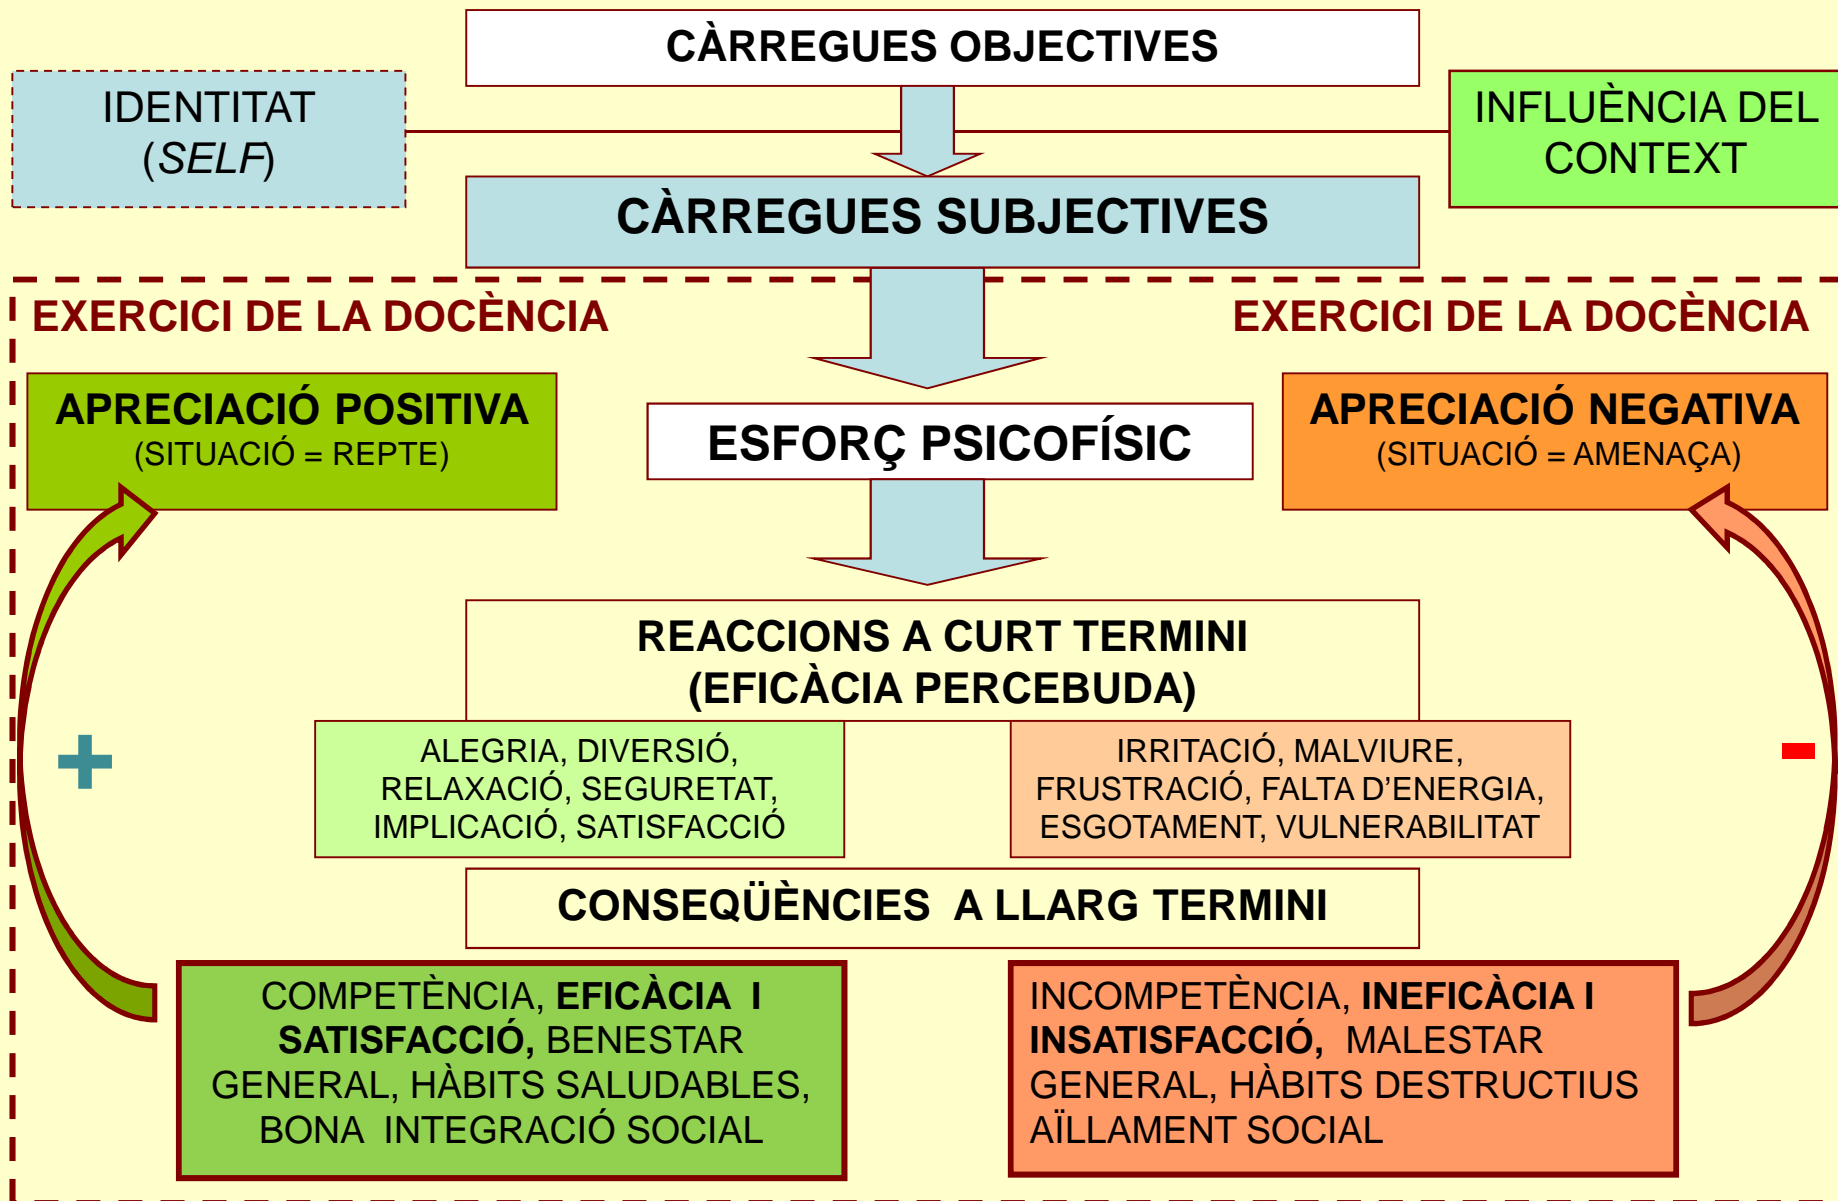 CÀRREGUES OBJECTIVES
IDENTITAT
(SELF)
INFLUÈNCIA DEL
CONTEXT
CÀRREGUES SUBJECTIVES
EXERCICI DE LA DOCÈNCIA
EXERCICI DE LA DOCÈNCIA
APRECIACIÓ POSITIVA
(SITUACIÓ = REPTE)
ESFORÇ PSICOFÍSIC
APRECIACIÓ NEGATIVA
(SITUACIÓ = AMENAÇA)
REACCIONS A CURT TERMINI
(EFICÀCIA PERCEBUDA)
+
-
ALEGRIA, DIVERSIÓ,
RELAXACIÓ, SEGURETAT,
IMPLICACIÓ, SATISFACCIÓ
IRRITACIÓ, MALVIURE,
FRUSTRACIÓ, FALTA D’ENERGIA,
ESGOTAMENT, VULNERABILITAT
CONSEQÜÈNCIES A LLARG TERMINI
COMPETÈNCIA, EFICÀCIA I
SATISFACCIÓ, BENESTAR
GENERAL, HÀBITS SALUDABLES,
BONA INTEGRACIÓ SOCIAL
INCOMPETÈNCIA, INEFICÀCIA I
INSATISFACCIÓ, MALESTAR
GENERAL, HÀBITS DESTRUCTIUS
AÏLLAMENT SOCIAL